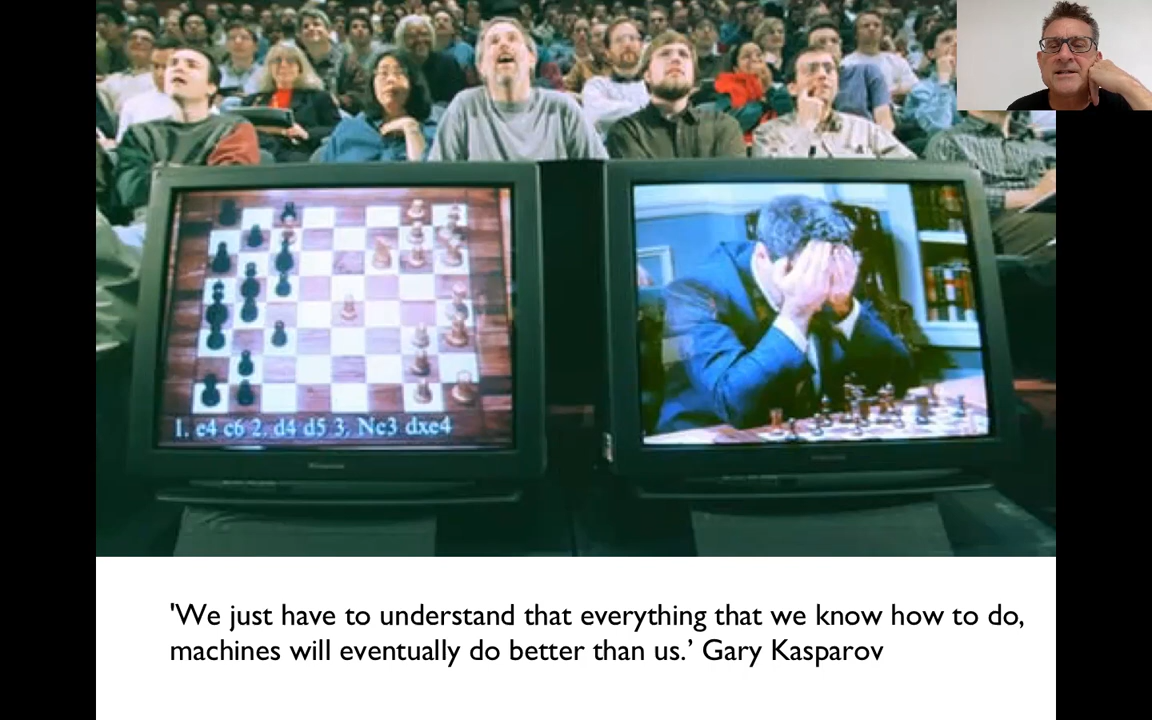 1. e4 c6 2. d4 d5 3. Nc3 dxe4
'We just have to understand that everything that we know how to do,
machines will eventually do better than us.’ Gary Kasparov